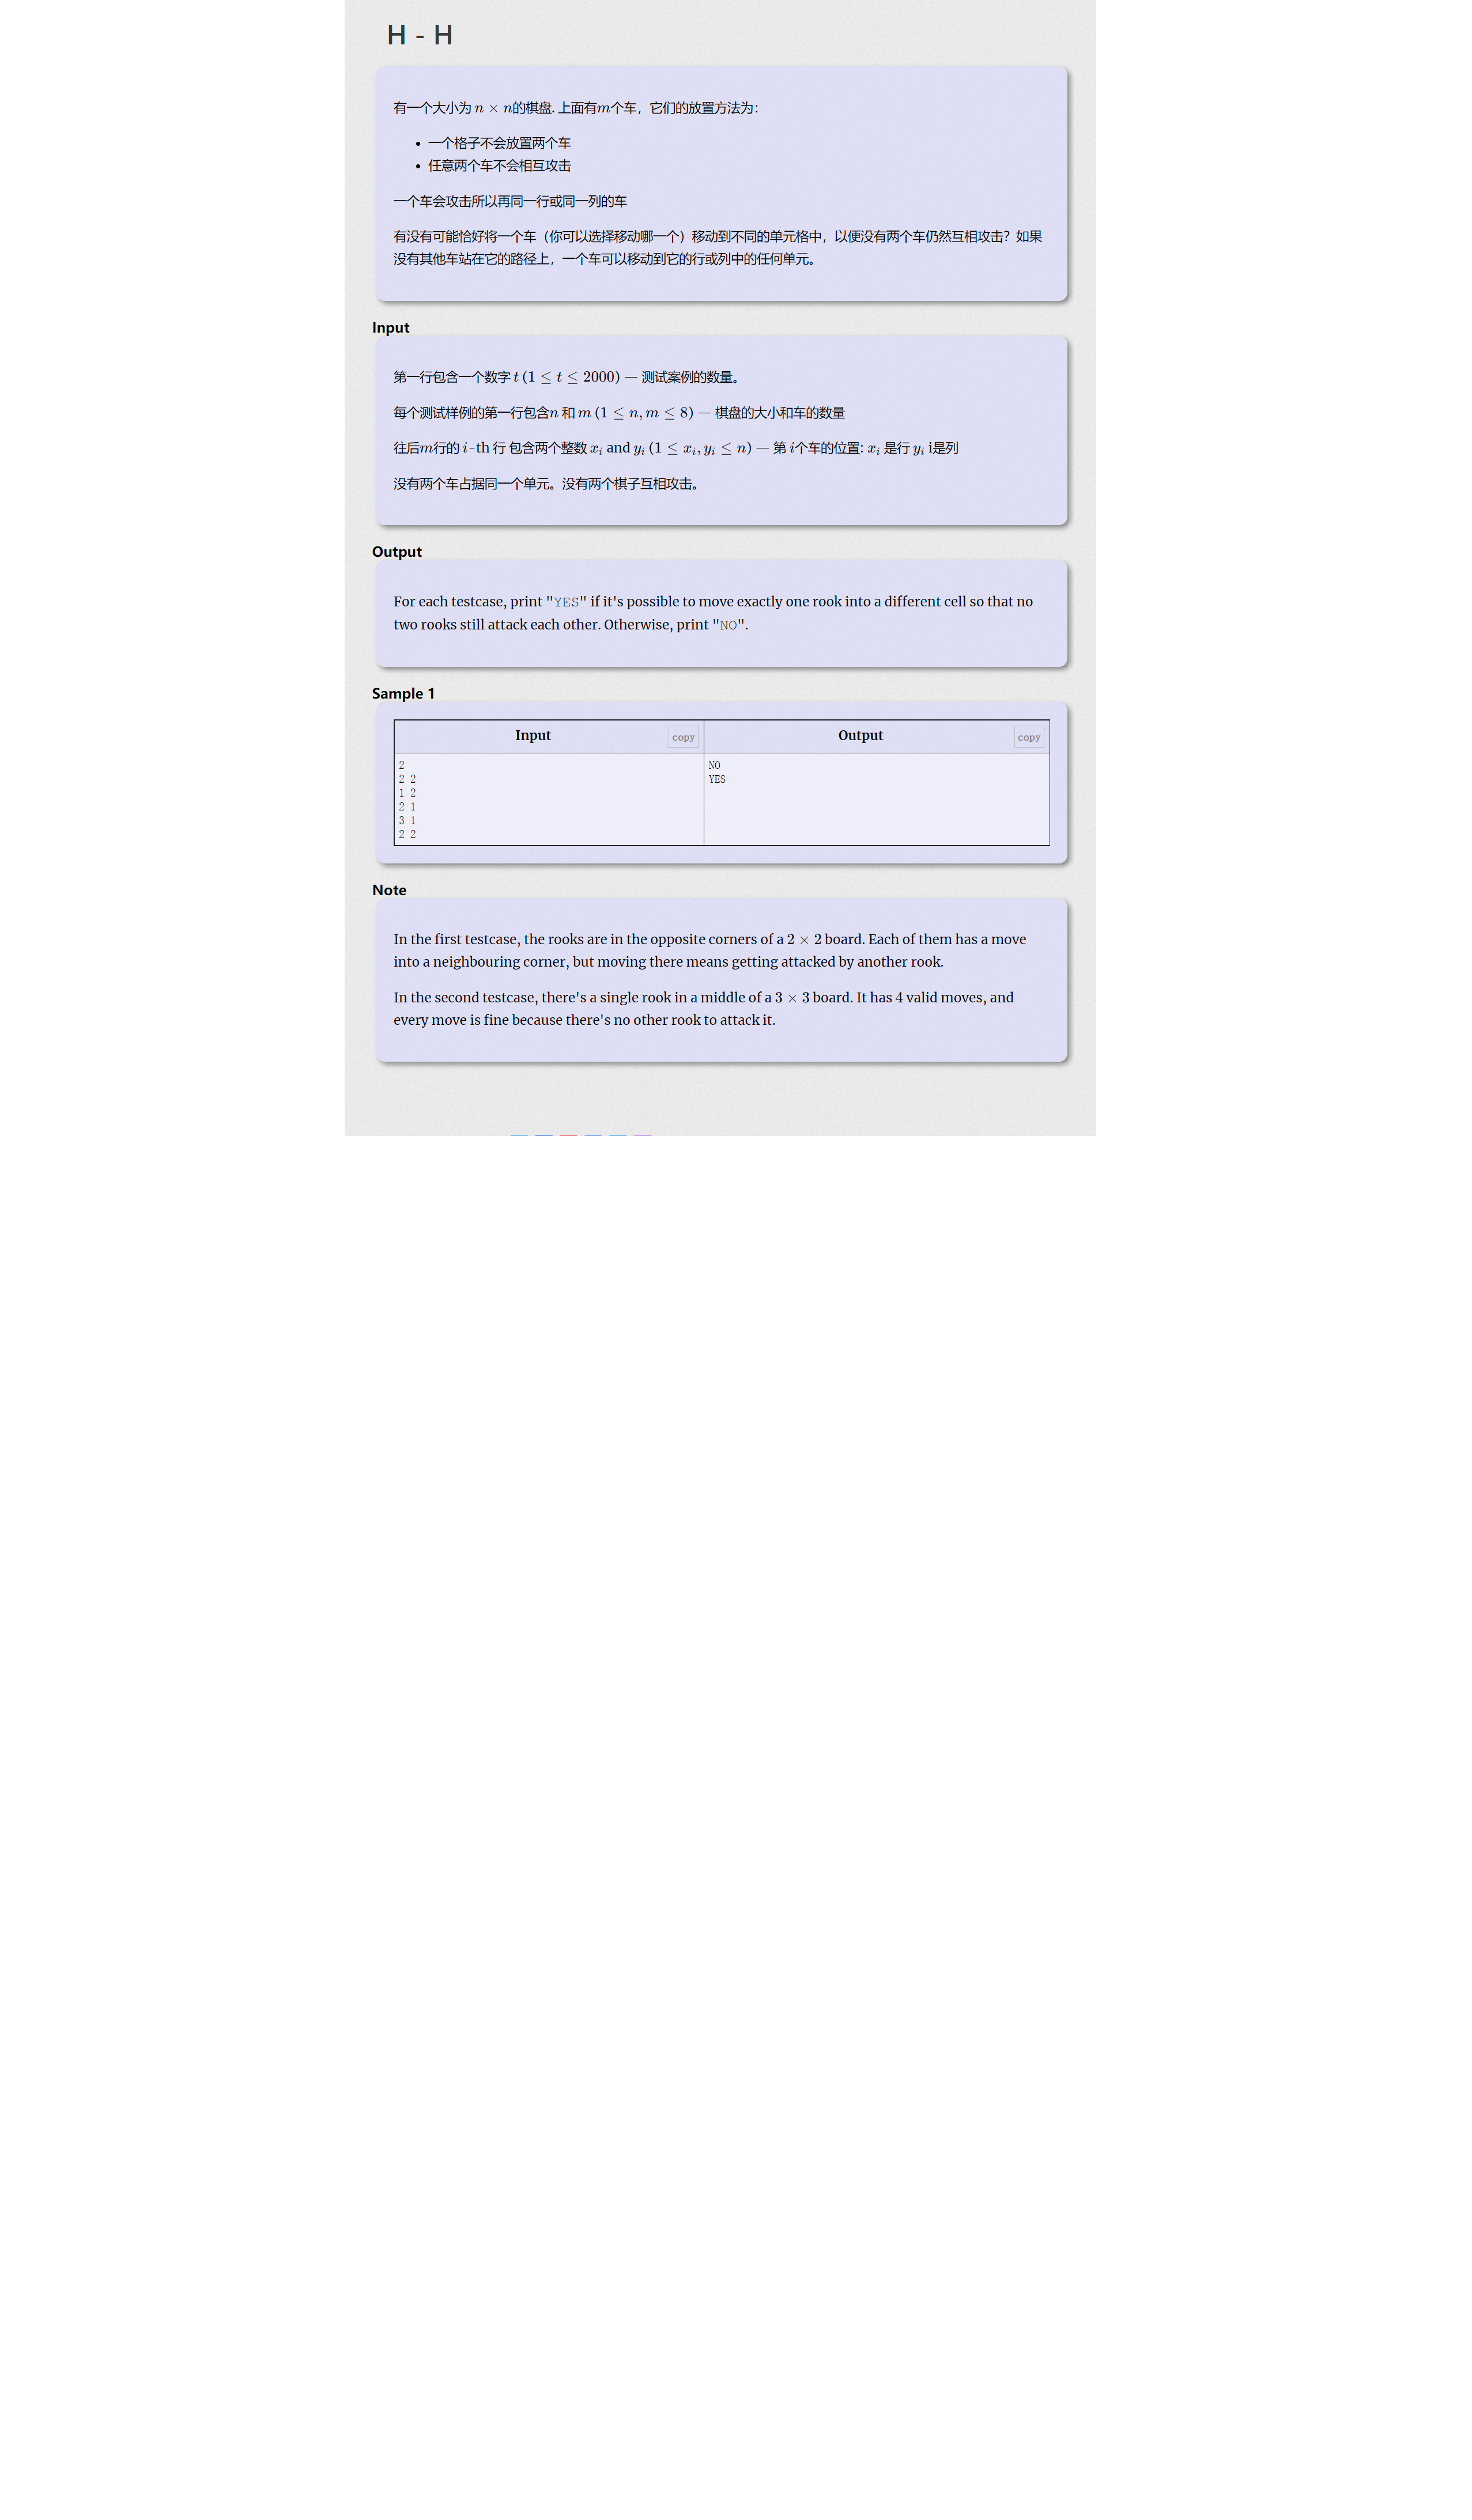 H - H
有一个大小为 n × n的棋盘. 上面有m个车，它们的放置方法为：
• 一个格子不会放置两个车
• 任意两个车不会相互攻击
一个车会攻击所以再同一行或同一列的车
有没有可能恰好将一个车（你可以选择移动哪一个）移动到不同的单元格中，以便没有两个车仍然互相攻击？如果
没有其他车站在它的路径上，一个车可以移动到它的行或列中的任何单元。
Input
第一行包含一个数字 t (1 ≤ t ≤ 2000) — 测试案例的数量。
每个测试样例的第一行包含n 和 m (1 ≤ n, m ≤ 8) — 棋盘的大小和车的数量
往后m行的 i-th 行 包含两个整数 x_i and y_i (1 ≤ x_i, y_i ≤ n) — 第 i个车的位置: x_i 是行 y_i i是列
没有两个车占据同一个单元。没有两个棋子互相攻击。
Output
For each testcase, print "YES" if it's possible to move exactly one rook into a different cell so that no
two rooks still attack each other. Otherwise, print "NO".
Sample 1
Input copy Output copy
2 NO
2 2 YES
1 2
2 1
3 1
2 2
Note
In the first testcase, the rooks are in the opposite corners of a 2 × 2 board. Each of them has a move
into a neighbouring corner, but moving there means getting attacked by another rook.
In the second testcase, there's a single rook in a middle of a 3 × 3 board. It has 4 valid moves, and
every move is fine because there's no other rook to attack it.